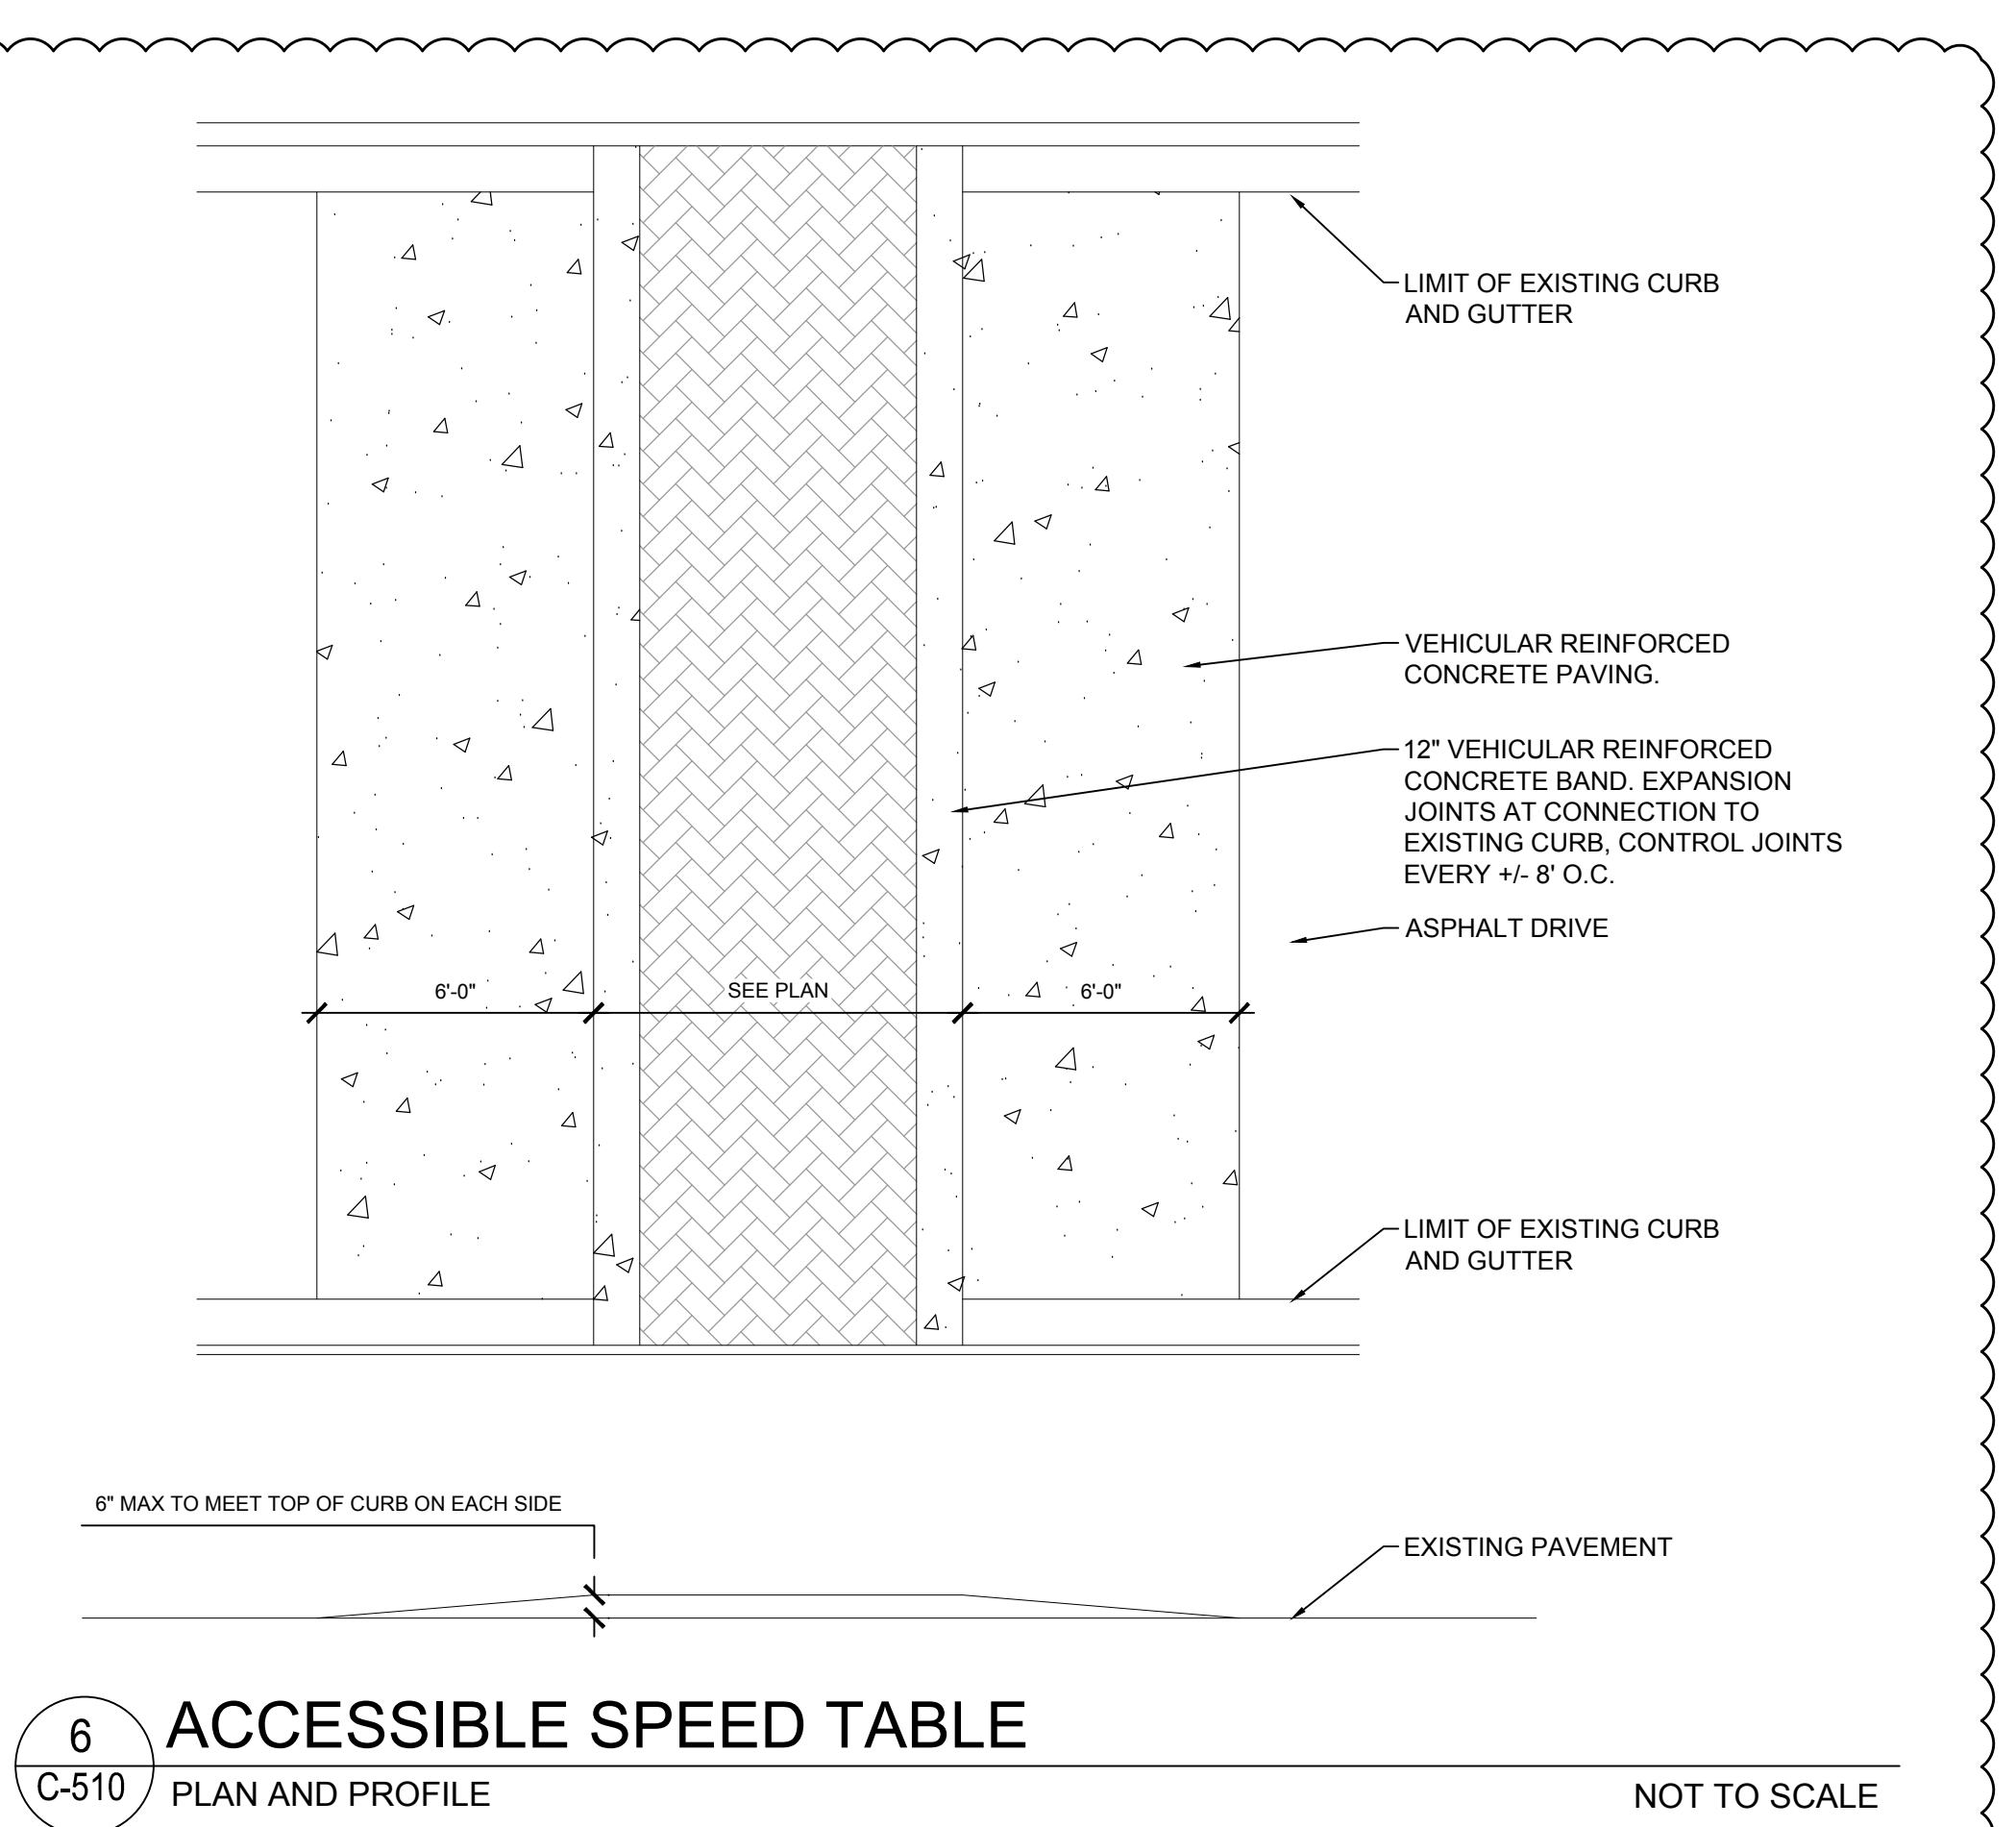 LIMIT OF EXISTING CURB
AND GUTTER
VEHICULAR REINFORCED
CONCRETE PAVING.
12" VEHICULAR REINFORCED
CONCRETE BAND. EXPANSION
JOINTS AT CONNECTION TO
EXISTING CURB, CONTROL JOINTS
EVERY +/- 8' O.C.
ASPHALT DRIVE
6'-0"
SEE PLAN
6'-0"
LIMIT OF EXISTING CURB
AND GUTTER
6" MAX TO MEET TOP OF CURB ON EACH SIDE
EXISTING PAVEMENT
6
C-510
ACCESSIBLE SPEED TABLE
PLAN AND PROFILE
NOT TO SCALE